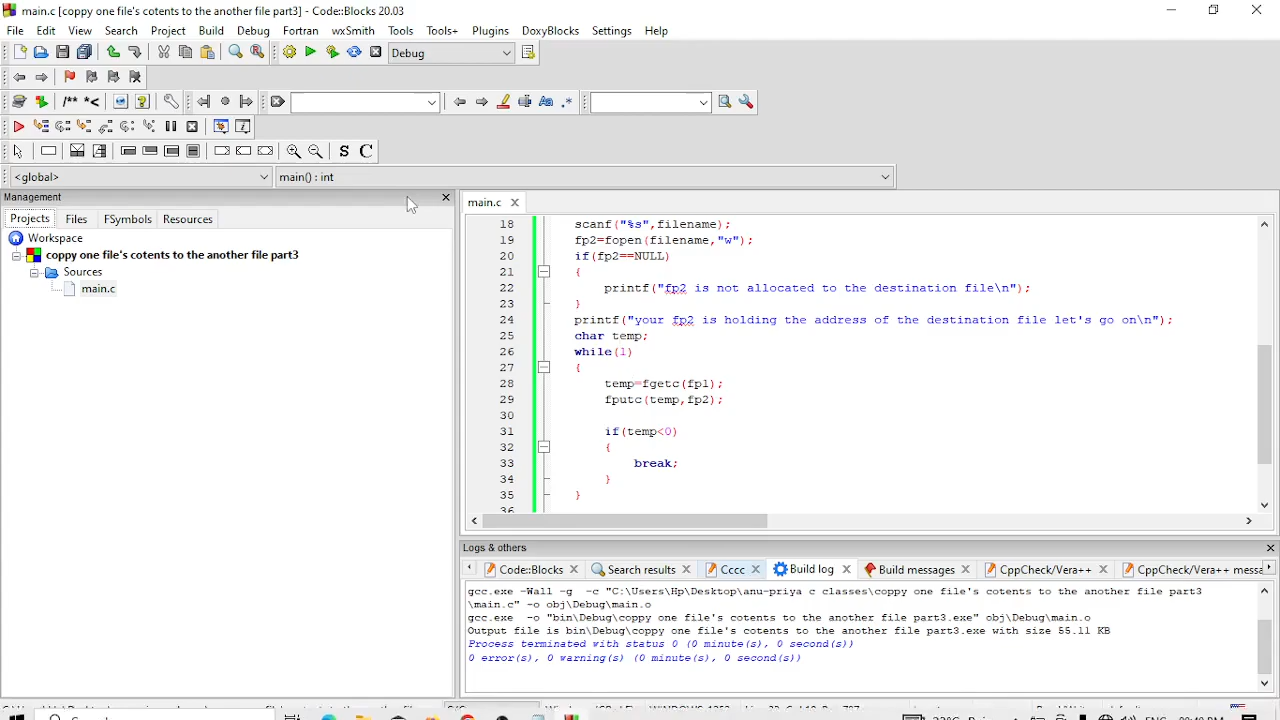 main.c [coppy one file's cotents to the another file part3] - Code::Blocks 20.03
File Edit View Search Project Build Debug Fortran wxSmith Tools Tools+ Plugins DoxyBlocks Settings Help
Debug
/** *<
S C
<global> main() : int
Management
Projects Files FSymbols Resources
Workspace
coppy one file's cotents to the another file part3
Sources
main.c
main.c
18 scanf("%s",filename);
19 fp2=fopen(filename,"w");
20 if(fp2==NULL)
21 {
22 printf("fp2 is not allocated to the destination file\n");
23 }
24 printf("your fp2 is holding the address of the destination file let's go on\n");
25 char temp;
26 while(1)
27 {
28 temp=fgetc(fp1);
29 fputc(temp,fp2);
30
31 if(temp<0)
32 {
33 break;
34 }
35 }
36
Logs & others
Code::Blocks Search results Cccc Build log Build messages CppCheck/Vera++ CppCheck/Vera++ mess
gcc.exe -Wall -g -c "C:\Users\Hp\Desktop\anu-priya c classes\coppy one file's cotents to the another file part3
\main.c" -o obj\Debug\main.o
gcc.exe -o "bin\Debug\coppy one file's cotents to the another file part3.exe" obj\Debug\main.o
Output file is bin\Debug\coppy one file's cotents to the another file part3.exe with size 55.11 KB
Process terminated with status 0 (0 minute(s), 0 second(s))
0 error(s), 0 warning(s) (0 minute(s), 0 second(s))